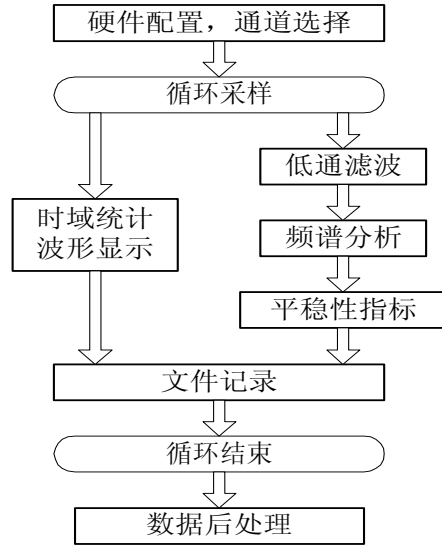 硬件配置，通道选择
循环采样
时域统计
波形显示
低通滤波
频谱分析
平稳性指标
文件记录
循环结束
数据后处理